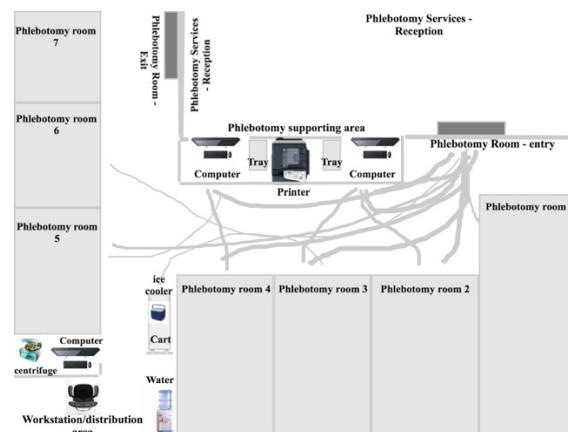 Phlebotomy room
7
Phlebotomy Room -
Exit
Phlebotomy Services
- Reception
Phlebotomy Services -
Reception
Phlebotomy room
6
Phlebotomy supporting area
Phlebotomy Room - entry
Tray
Tray
Computer
Computer
Printer
Phlebotomy room
5
Phlebotomy room
ice
cooler
Phlebotomy room 4
Phlebotomy room 3
Phlebotomy room 2
Cart
Computer
centrifuge
Water
Workstation/distribution
area